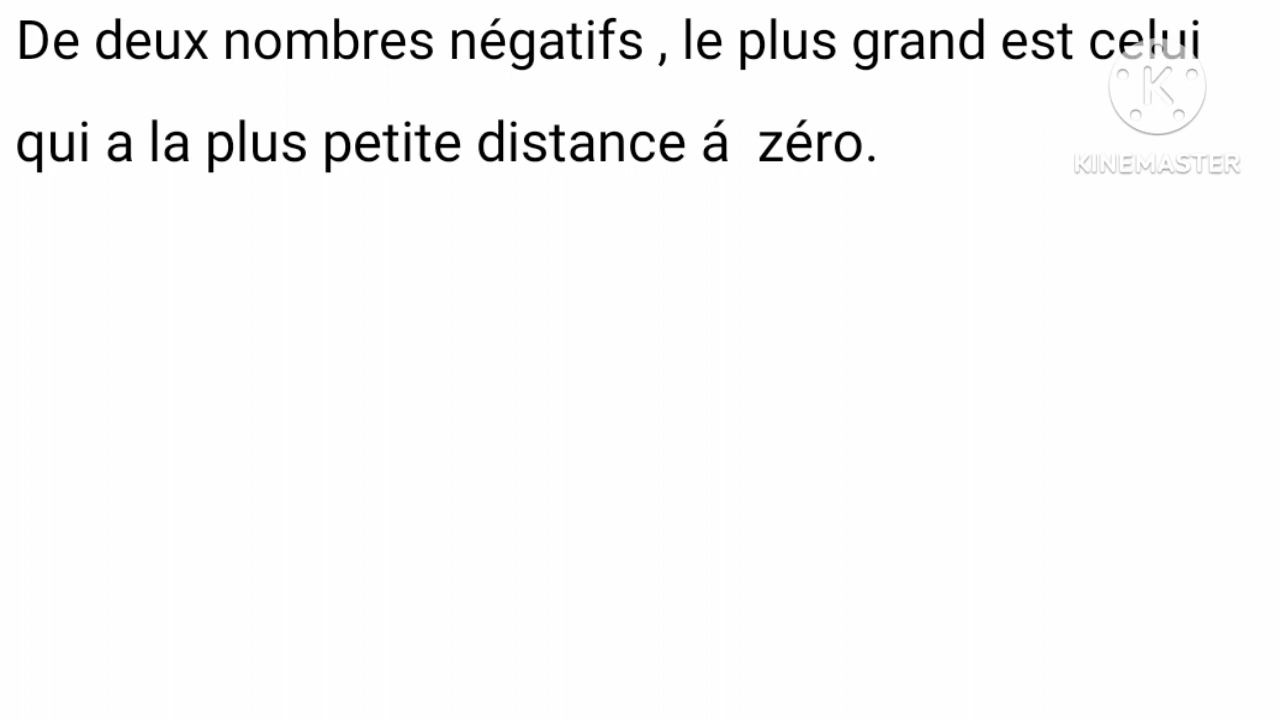 De deux nombres négatifs , le plus grand est celui
qui a la plus petite distance á  zéro.
K
KINEMASTER